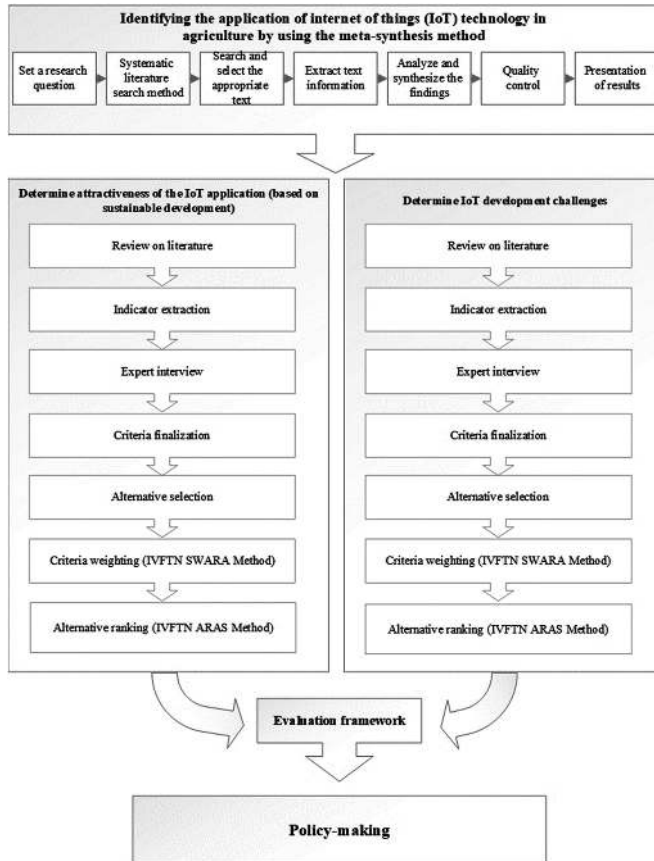 Identifying the application of internet of things (IoT) technology in
agriculture by using the meta-synthesis method
Set a research
question
Systematic
literature
search method
Search and
select the
appropriate
text
Extract text
information
Analyze and
synthesize the
findings
Quality
control
Presentation
of results
Determine attractiveness of the IoT application (based on
sustainable development)
Review on literature
Indicator extraction
Expert interview
Criteria finalization
Alternative selection
Criteria weighting (IVFTN SWARA Method)
Alternative ranking (IVFTN ARAS Method)
Determine IoT development challenges
Review on literature
Indicator extraction
Expert interview
Criteria finalization
Alternative selection
Criteria weighting (IVFTN SWARA Method)
Alternative ranking (IVFTN ARAS Method)
Evaluation framework
Policy-making